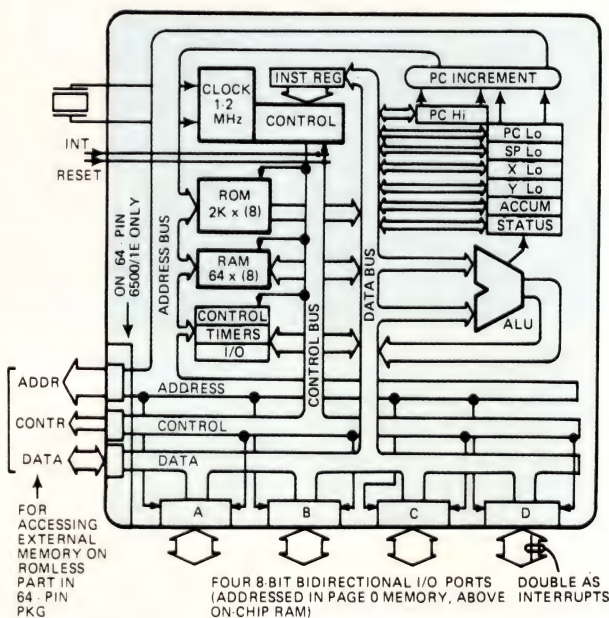 CLOCK
1·2
MHz
INST REG
CONTROL
PC INCREMENT
PC Hi
PC Lo
SP Lo
X Lo
Y Lo
ACCUM
STATUS
INT
RESET
ON 64-PIN
6500/1E ONLY
ADDRESS BUS
ROM
2K x (8)
RAM
64 x (8)
CONTROL
TIMERS
I/O
CONTROL BUS
DATA BUS
ALU
ADDR
CONTR
DATA
ADDRESS
CONTROL
DATA
A
B
C
D
FOR
ACCESSING
EXTERNAL
MEMORY ON
ROMLESS
PART IN
64-PIN
PKG
FOUR 8-BIT BIDIRECTIONAL I/O PORTS
(ADDRESSED IN PAGE 0 MEMORY, ABOVE
ON-CHIP RAM)
DOUBLE AS
INTERRUPTS